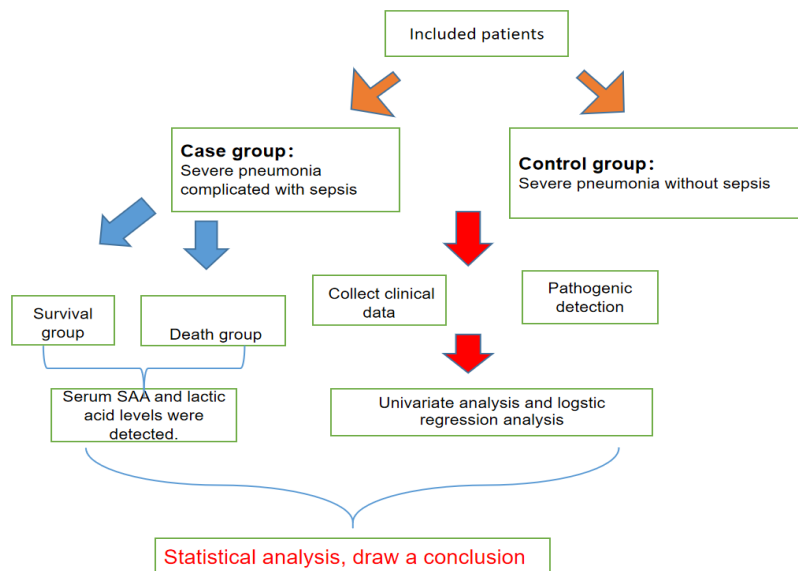 Included patients
Case group:
Severe pneumonia
complicated with sepsis
Control group:
Severe pneumonia without sepsis
Survival
group
Death group
Collect clinical
data
Pathogenic
detection
Serum SAA and lactic
acid levels were
detected.
Univariate analysis and logstic
regression analysis
Statistical analysis, draw a conclusion